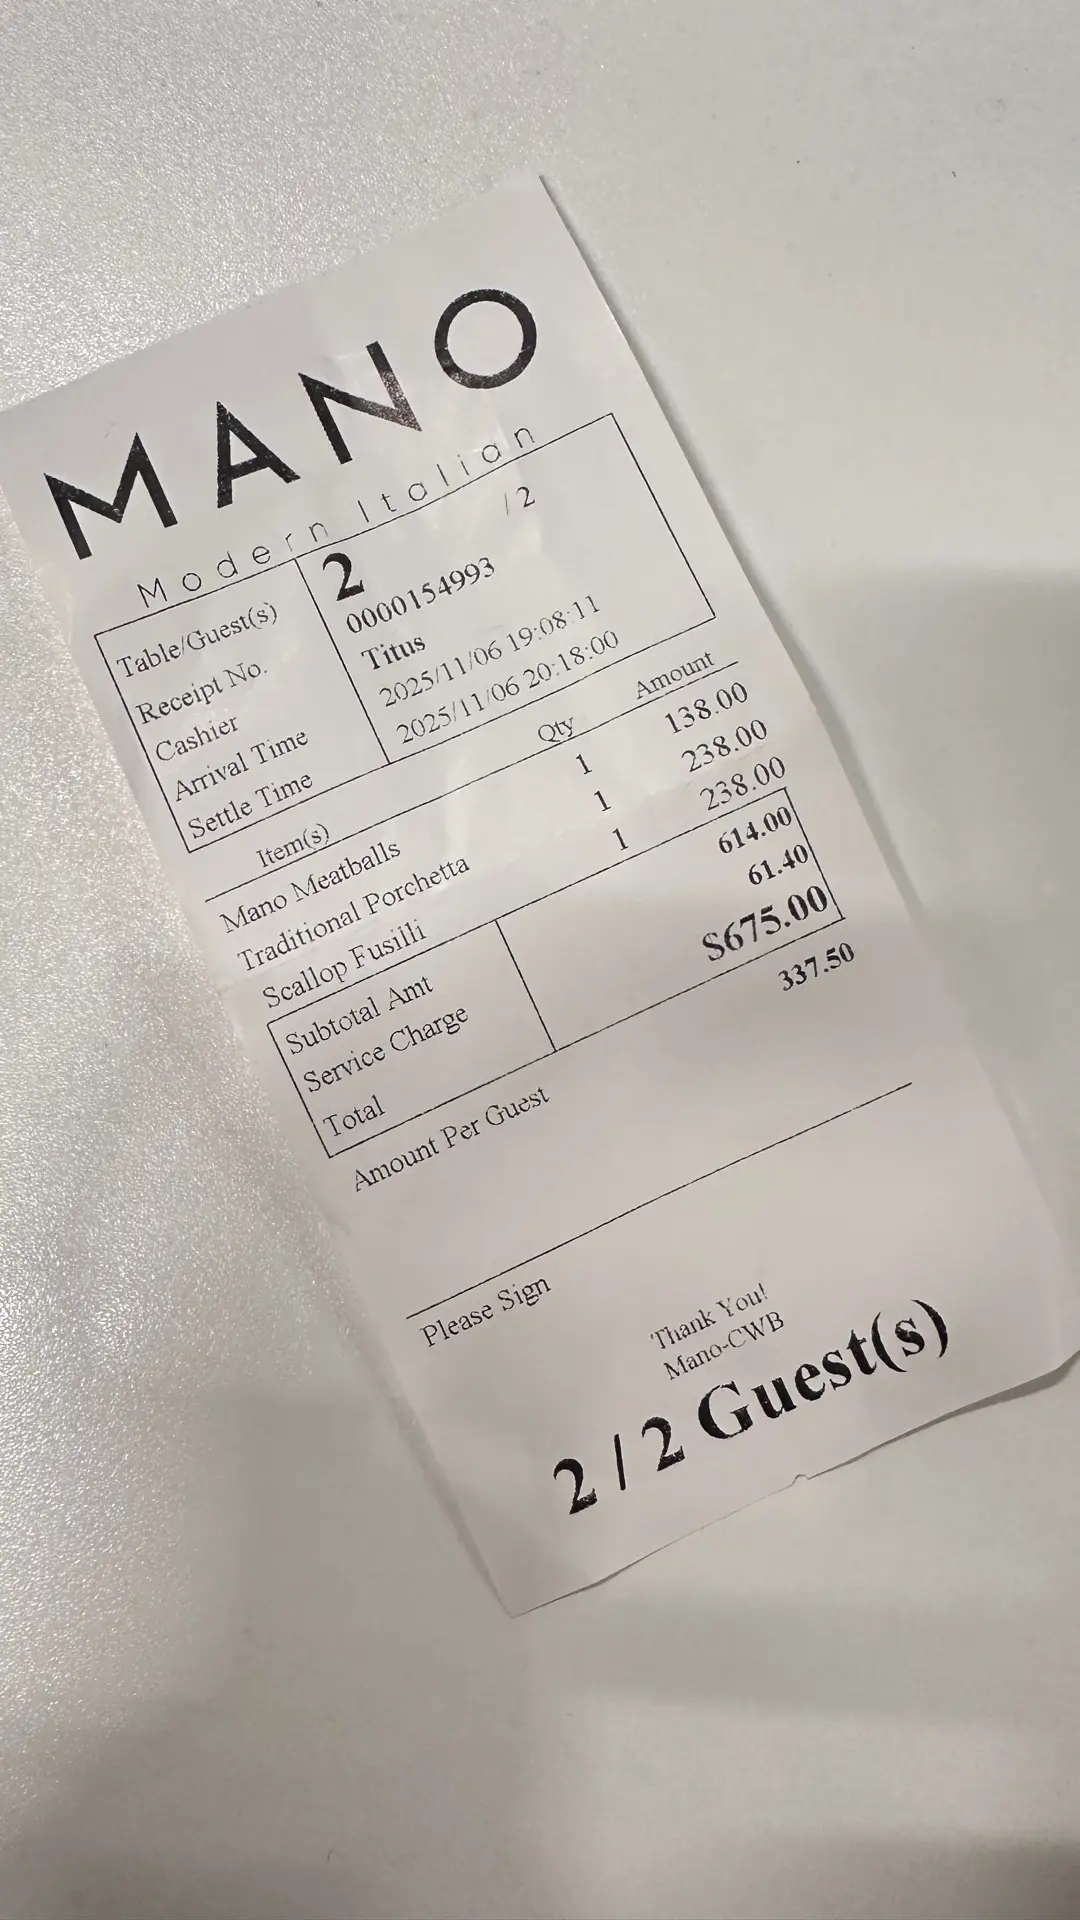 MANO
Modern Italian
Table/Guest(s) 2 / 2
Receipt No. 0000154993
Cashier Titus
Arrival Time 2025/11/06 19:08:11
Settle Time 2025/11/06 20:18:00
Item(s) Qty Amount
Mano Meatballs 1 138.00
Traditional Porchetta 1 238.00
Scallop Fusilli 1 238.00
Subtotal Amt 614.00
Service Charge 61.40
Total $675.00
Amount Per Guest 337.50
Please Sign
Thank You!
Mano-CWB
2 / 2 Guest(s)